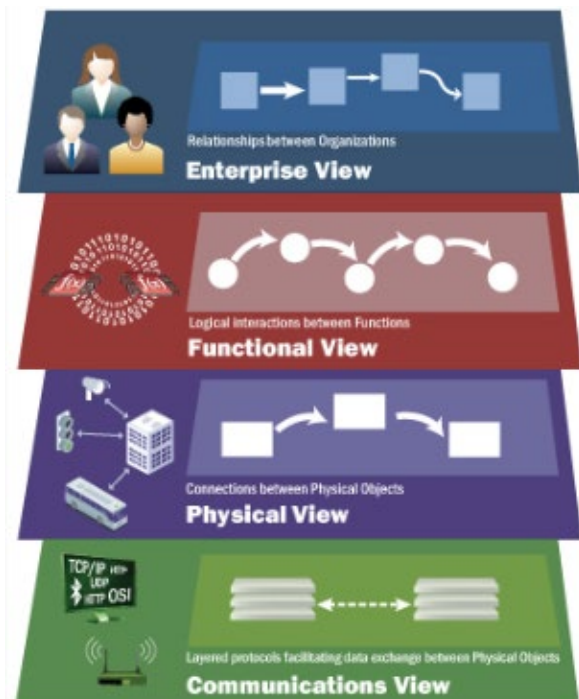 Relationships between Organizations
Enterprise View
f(x)
f(x)
Logical Interactions between Functions
Functional View
Connections between Physical Objects
Physical View
TCP/IP HTTP
UDP
HTTP OSI
Layered protocols facilitating data exchange between Physical Objects
Communications View